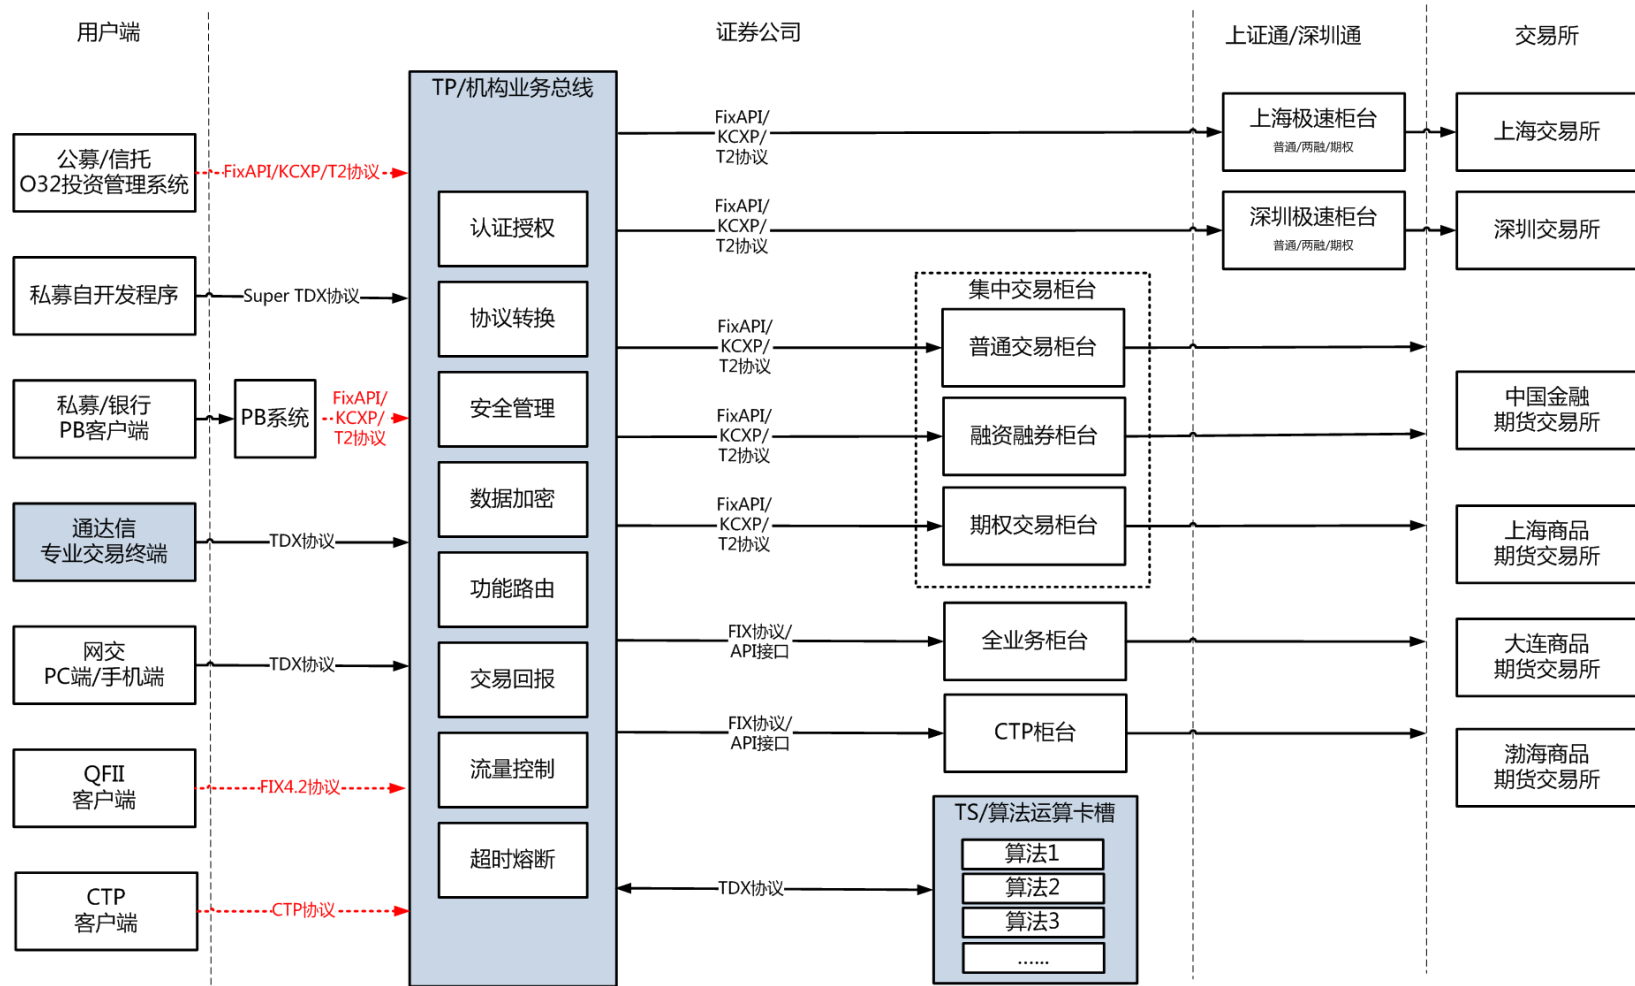 用户端
证券公司
上证通/深圳通
交易所
公募/信托
O32投资管理系统
FixAPI/KCXP/T2协议
私募自开发程序
Super TDX协议
私募/银行
PB客户端
PB系统
FixAPI/
KCXP/
T2协议
通达信
专业交易终端
TDX协议
网交
PC端/手机端
TDX协议
QFII
客户端
FIX4.2协议
CTP
客户端
CTP协议
TP/机构业务总线
认证授权
协议转换
安全管理
数据加密
功能路由
交易回报
流量控制
超时熔断
FixAPI/
KCXP/
T2协议
FixAPI/
KCXP/
T2协议
FixAPI/
KCXP/
T2协议
FixAPI/
KCXP/
T2协议
FixAPI/
KCXP/
T2协议
FIX协议/
API接口
FIX协议/
API接口
TDX协议
集中交易柜台
普通交易柜台
融资融券柜台
期权交易柜台
全业务柜台
CTP柜台
TS/算法运算卡槽
算法1
算法2
算法3
......
上海极速柜台
普通/两融/期权
深圳极速柜台
普通/两融/期权
上海交易所
深圳交易所
中国金融
期货交易所
上海商品
期货交易所
大连商品
期货交易所
渤海商品
期货交易所